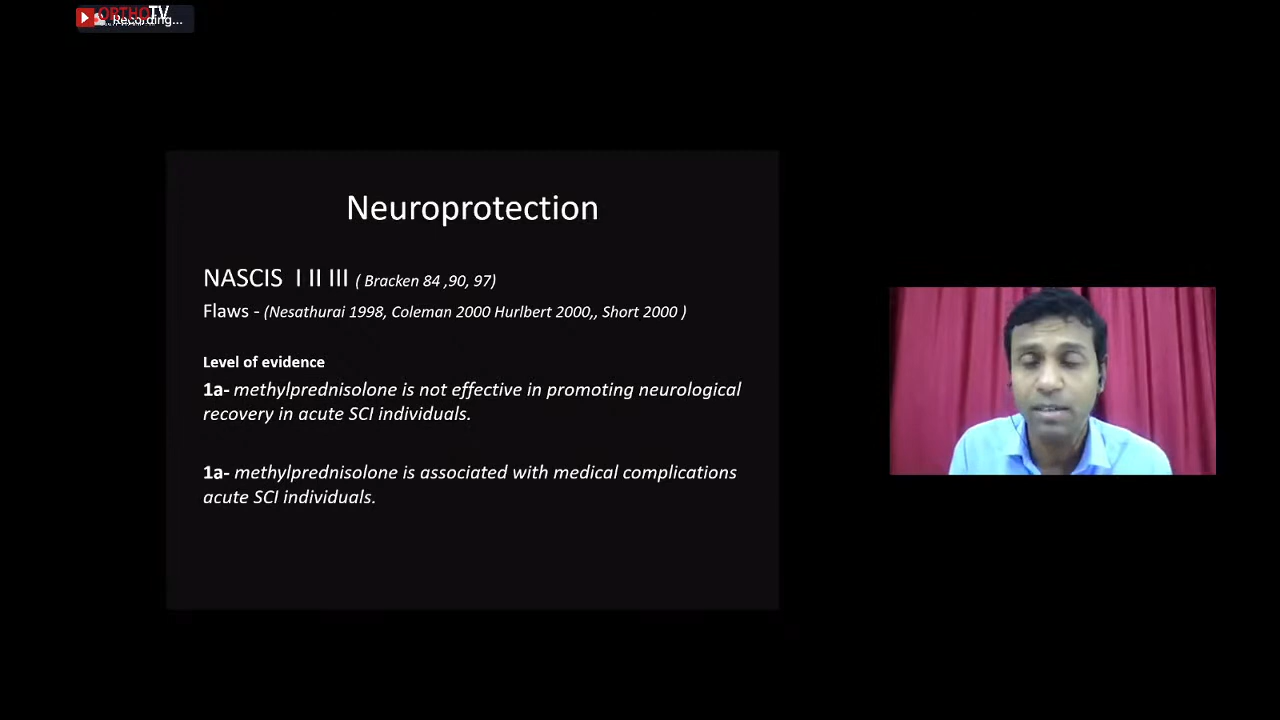 ORTHOTV
Recording...
Neuroprotection
NASCIS I II III ( Bracken 84 ,90, 97)
Flaws - (Nesathurai 1998, Coleman 2000 Hurlbert 2000,, Short 2000 )
Level of evidence
1a- methylprednisolone is not effective in promoting neurological
recovery in acute SCI individuals.
1a- methylprednisolone is associated with medical complications
acute SCI individuals.